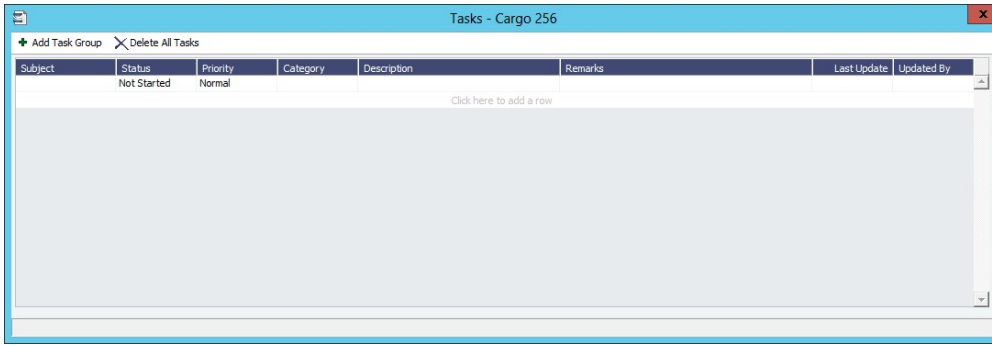 Tasks - Cargo 256
x
Add Task Group Delete All Tasks
Subject Status Priority Category Description Remarks Last Update Updated By
Not Started Normal
Click here to add a row